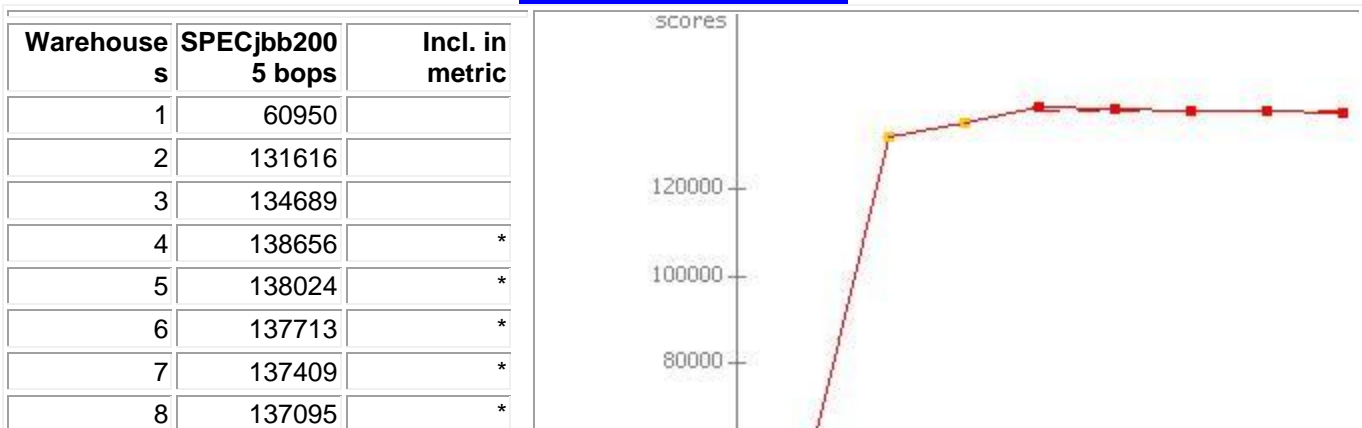 Warehouse SPECjbb200 Incl. in
s 5 bops metric
1 60950
2 131616
3 134689
4 138656 *
5 138024 *
6 137713 *
7 137409 *
8 137095 *
scores
120000
100000
80000